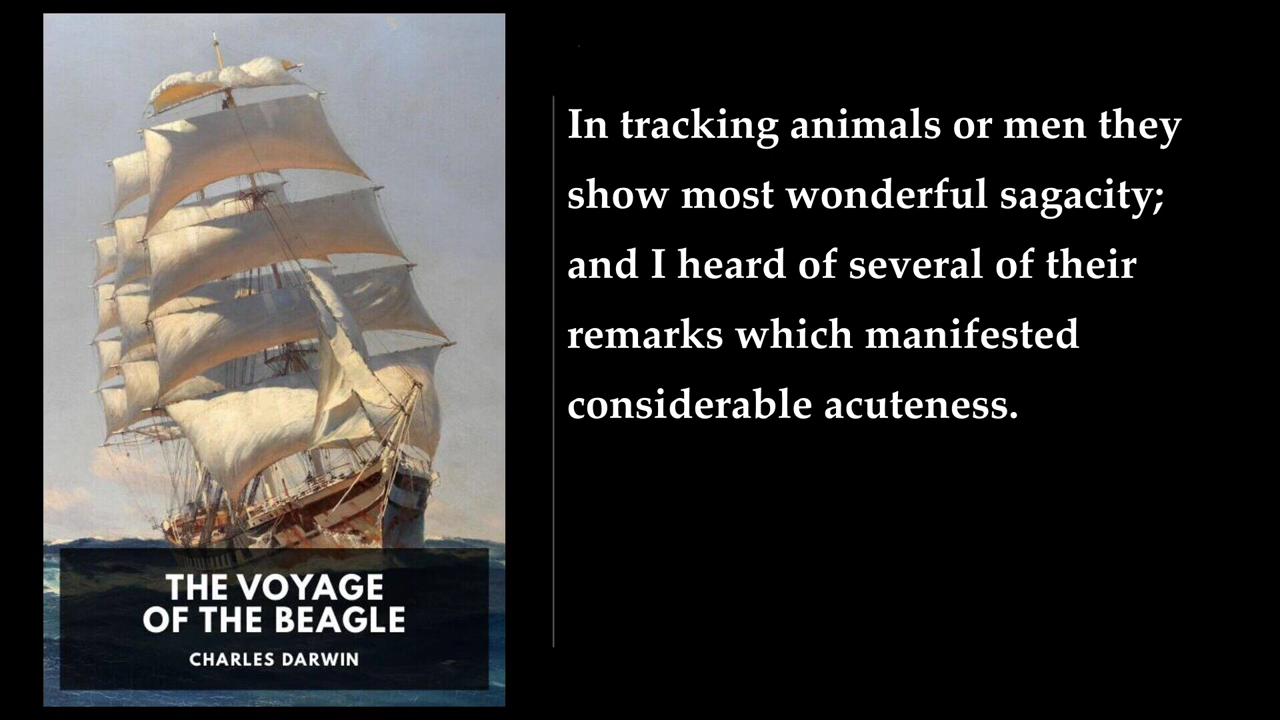 THE VOYAGE
OF THE BEAGLE
CHARLES DARWIN
In tracking animals or men they
show most wonderful sagacity;
and I heard of several of their
remarks which manifested
considerable acuteness.